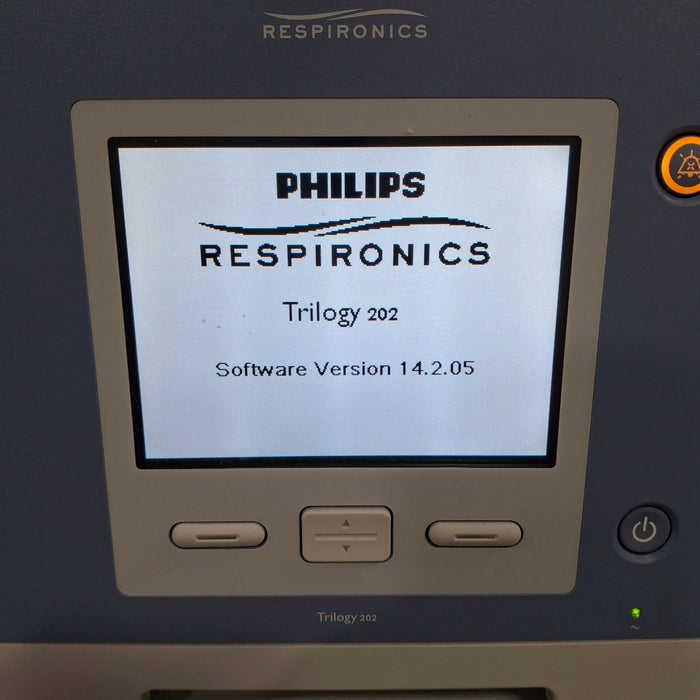 RESPIRONICS
PHILIPS
RESPIRONICS
Trilogy 202
Software Version 14.2.05
Trilogy 202